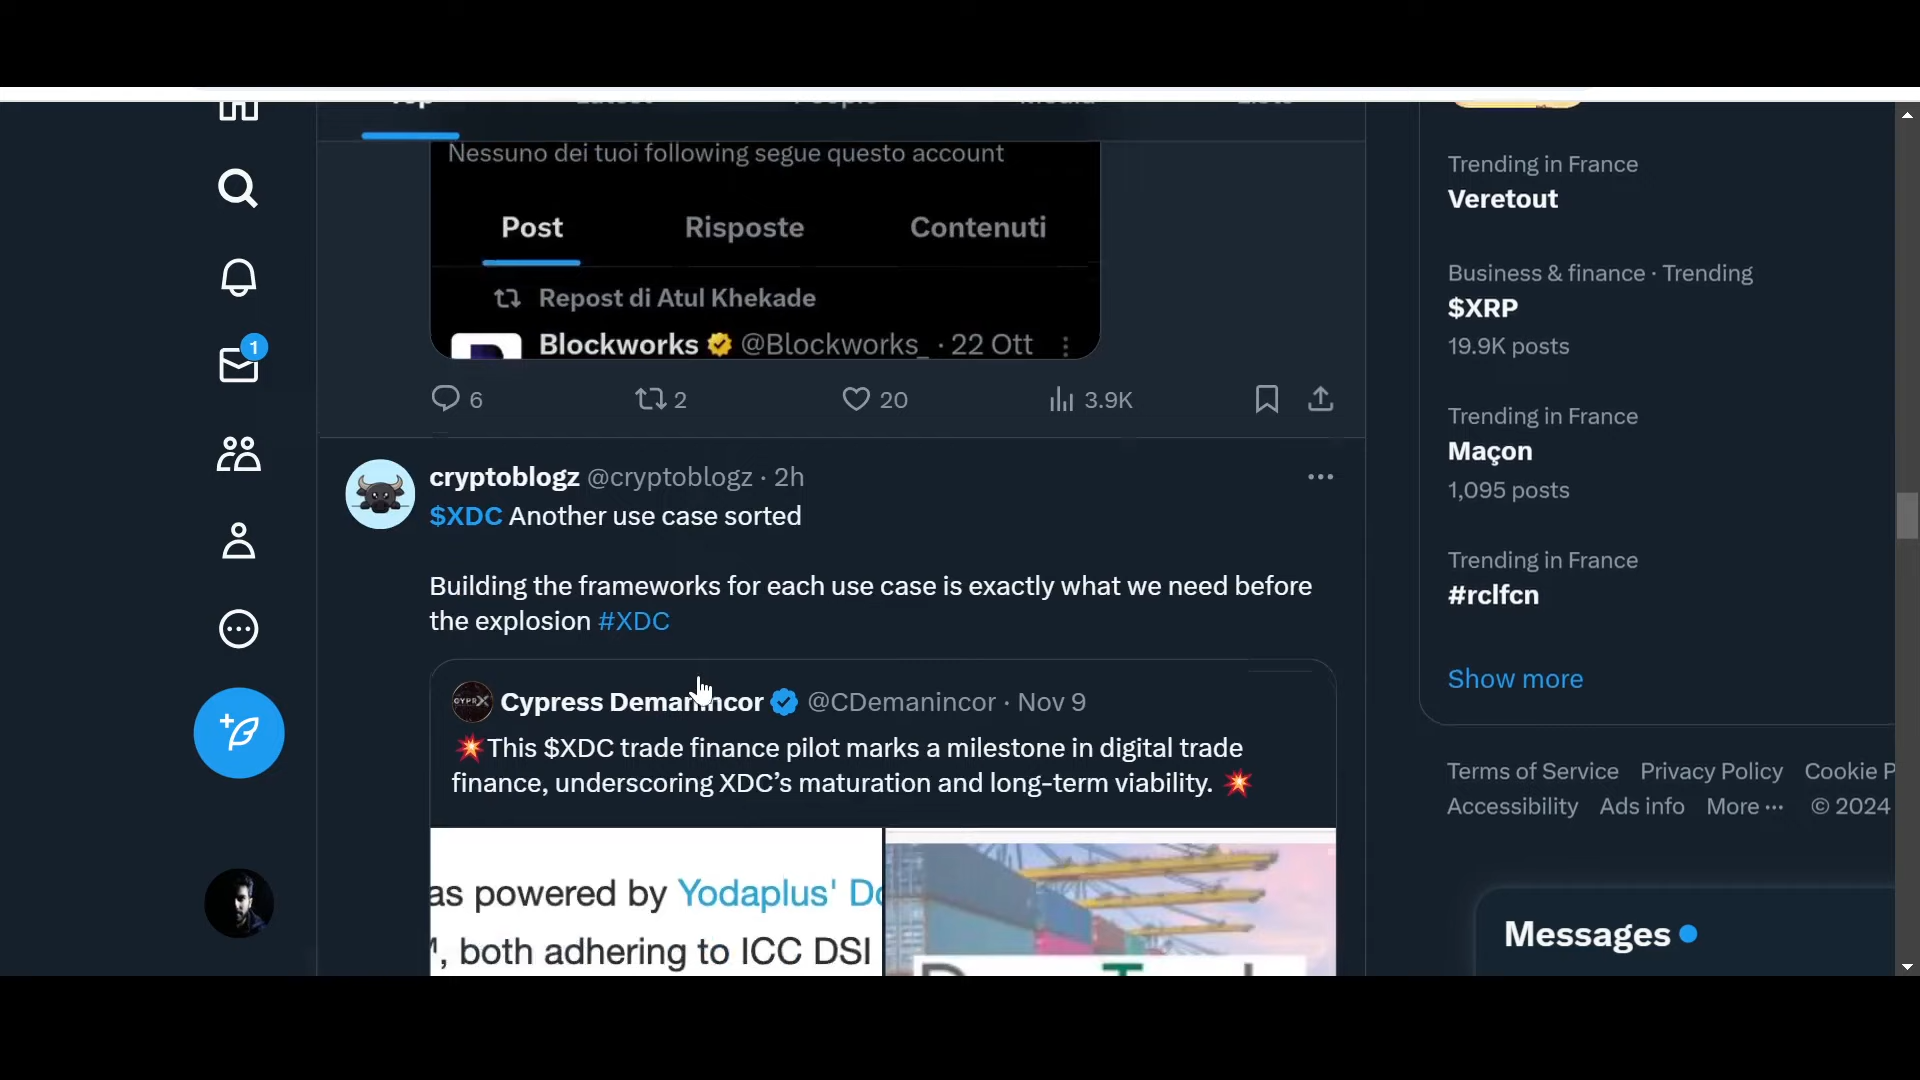 Top Latest People Media Lists
Nessuno dei tuoi following segue questo account
Post Risposte Contenuti
Repost di Atul Khekade
Blockworks @Blockworks_ · 22 Ott
6 2 20 3.9K
cryptoblogz @cryptoblogz · 2h
$XDC Another use case sorted
Building the frameworks for each use case is exactly what we need before
the explosion #XDC
CYPRX
Cypress Demanincor @CDemanincor · Nov 9
💥This $XDC trade finance pilot marks a milestone in digital trade
finance, underscoring XDC’s maturation and long-term viability. 💥
as powered by Yodaplus' Do
, both adhering to ICC DSI
1
Trending in France
Veretout
Business & finance · Trending
$XRP
19.9K posts
Trending in France
Maçon
1,095 posts
Trending in France
#rclfcn
Show more
Terms of Service Privacy Policy Cookie P
Accessibility Ads info More ··· © 2024
Messages